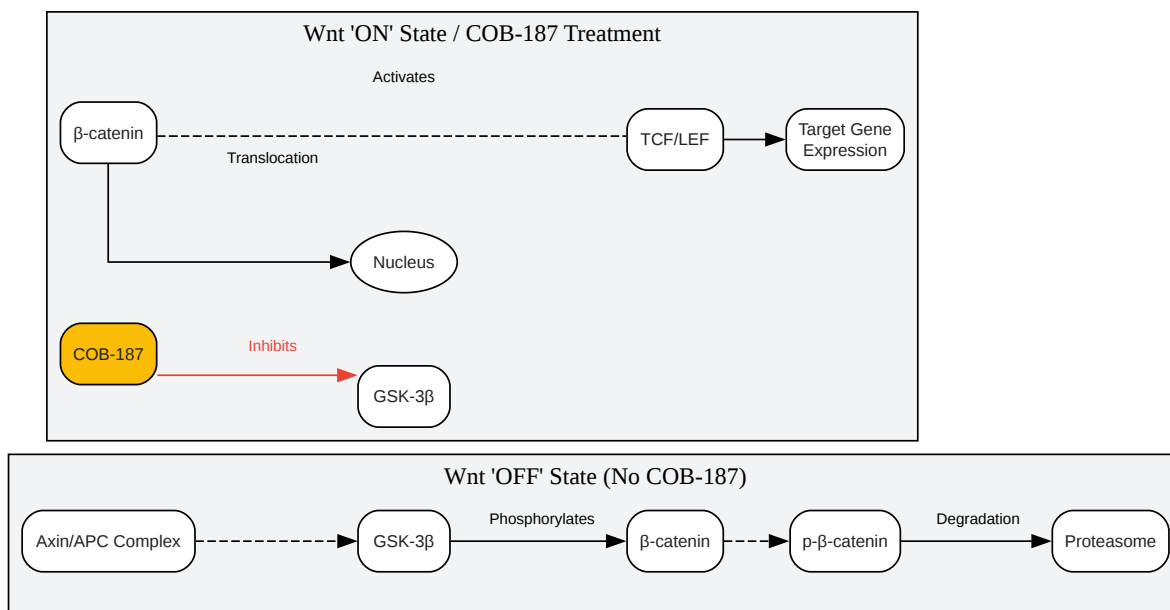 Wnt 'ON' State / COB-187 Treatment
Activates
β-catenin
TCF/LEF
Target Gene
Expression
Translocation
Nucleus
COB-187
Inhibits
GSK-3β
Wnt 'OFF' State (No COB-187)
Axin/APC Complex
GSK-3β
Phosphorylates
β-catenin
p-β-catenin
Degradation
Proteasome